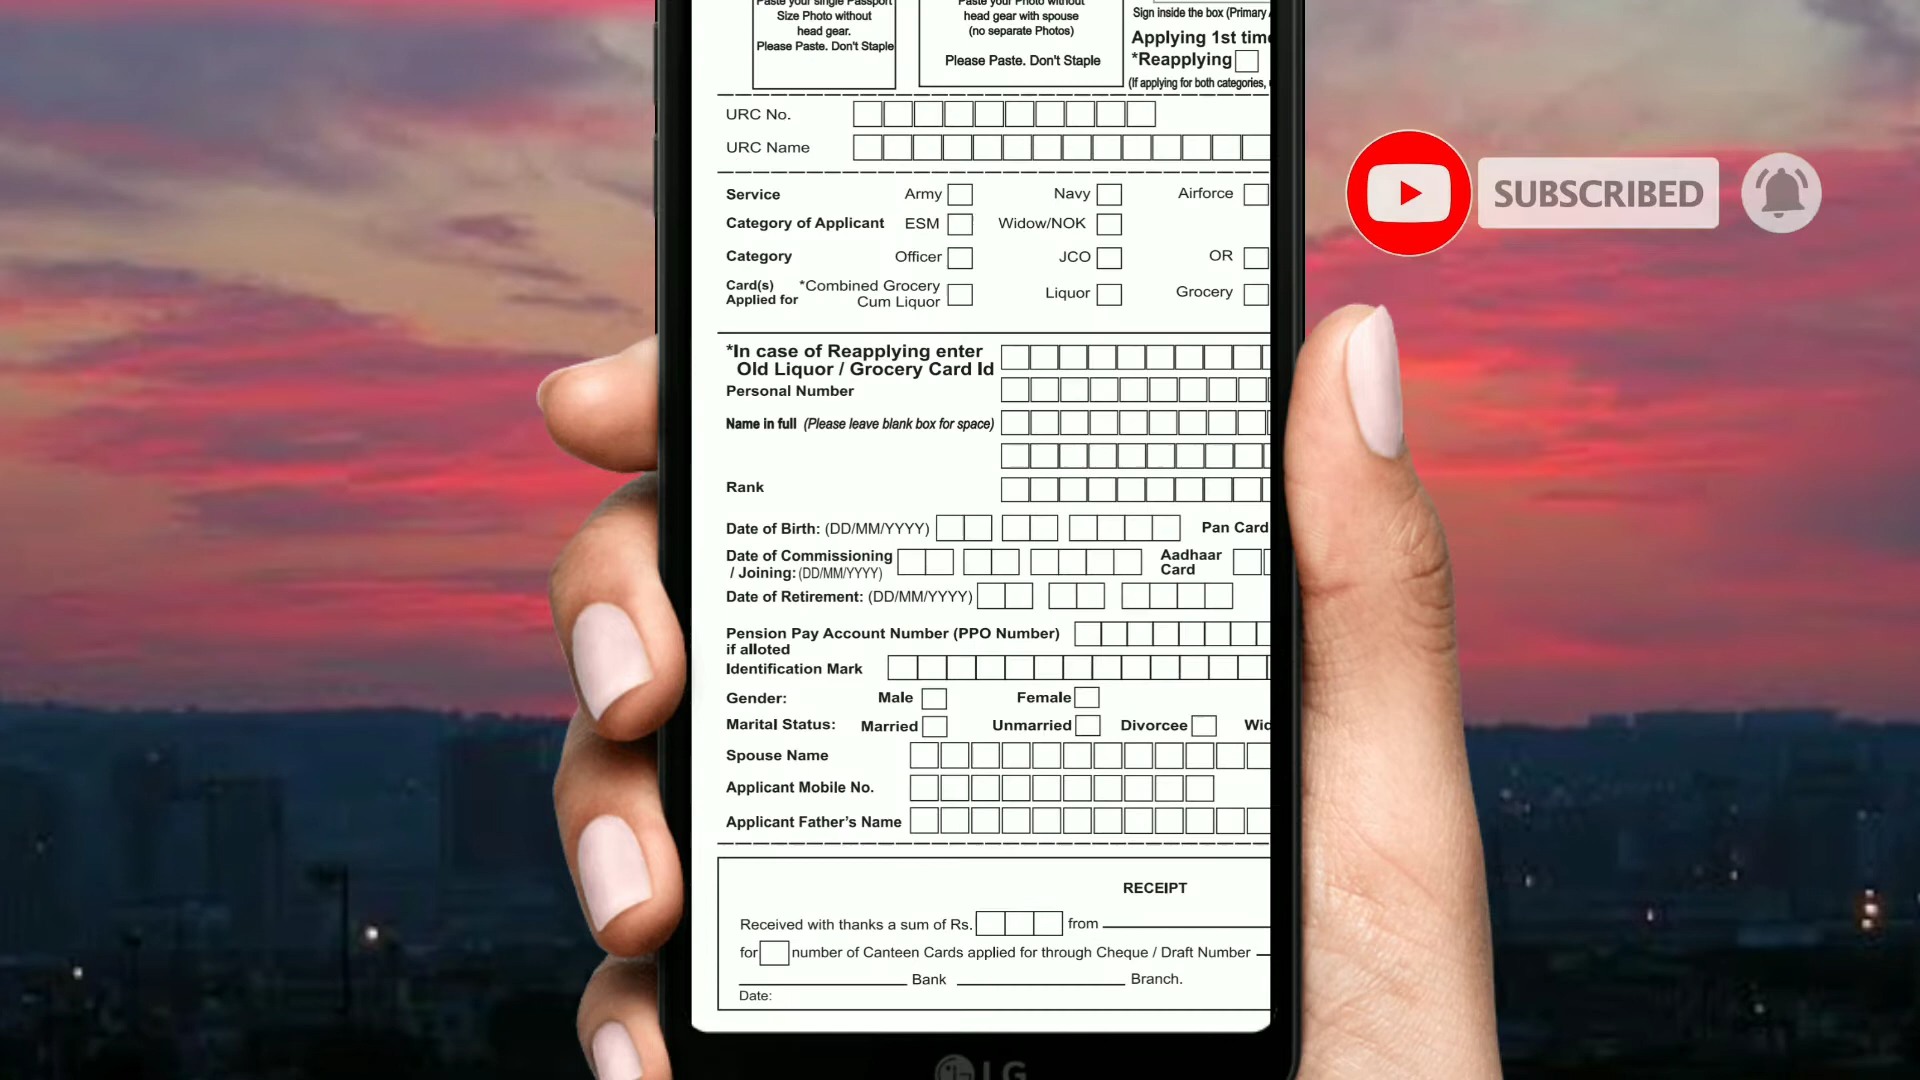 Paste your single Passport
Size Photo without
head gear.
Please Paste. Don't Staple
Paste your Photo without
head gear with spouse
(no separate Photos)
Please Paste. Don't Staple
Sign inside the box (Primary
Applying 1st tim
*Reapplying
(If applying for both categories,
URC No.
URC Name
Service Army Navy Airforce
Category of Applicant ESM Widow/NOK
Category Officer JCO OR
Card(s) Applied for *Combined Grocery Cum Liquor Liquor Grocery
*In case of Reapplying enter
Old Liquor / Grocery Card Id
Personal Number
Name in full (Please leave blank box for space)
Rank
Date of Birth: (DD/MM/YYYY) Pan Card
Date of Commissioning / Joining: (DD/MM/YYYY) Aadhaar Card
Date of Retirement: (DD/MM/YYYY)
Pension Pay Account Number (PPO Number)
if alloted
Identification Mark
Gender: Male Female
Marital Status: Married Unmarried Divorcee Wid
Spouse Name
Applicant Mobile No.
Applicant Father's Name
RECEIPT
Received with thanks a sum of Rs. from
for number of Canteen Cards applied for through Cheque / Draft Number
Bank Branch.
Date:
SUBSCRIBED
LG